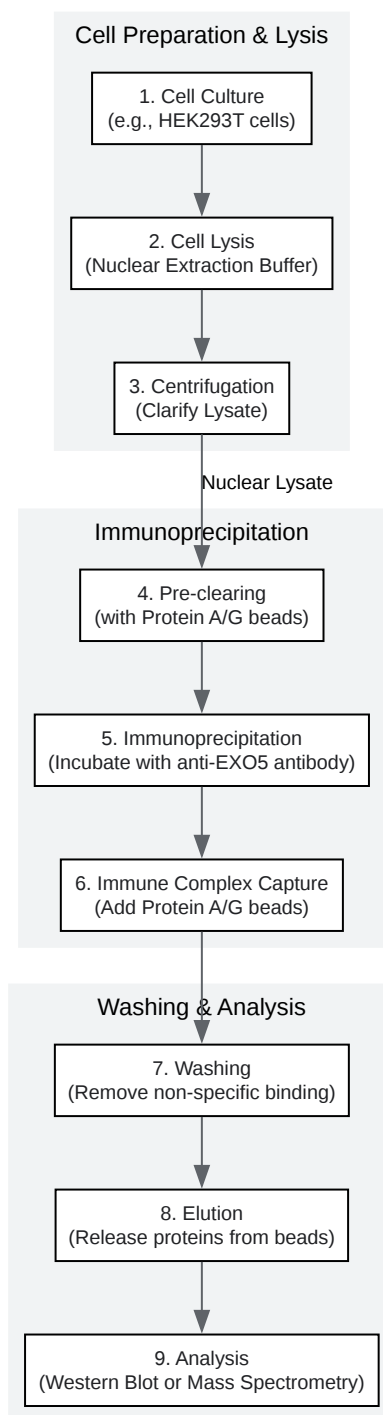 Cell Preparation & Lysis
1. Cell Culture
(e.g., HEK293T cells)
2. Cell Lysis
(Nuclear Extraction Buffer)
3. Centrifugation
(Clarify Lysate)
Nuclear Lysate
Immunoprecipitation
4. Pre-clearing
(with Protein A/G beads)
5. Immunoprecipitation
(Incubate with anti-EXO5 antibody)
6. Immune Complex Capture
(Add Protein A/G beads)
Washing & Analysis
7. Washing
(Remove non-specific binding)
8. Elution
(Release proteins from beads)
9. Analysis
(Western Blot or Mass Spectrometry)